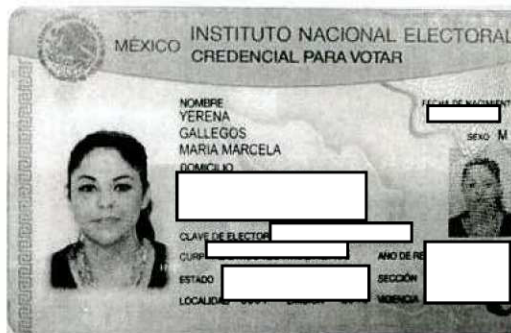 MÉXICO
INSTITUTO NACIONAL ELECTORAL
CREDENCIAL PARA VOTAR
NOMBRE
YERENA
GALLEGOS
MARIA MARCELA
FECHA DE NACIMIENT
SEXO M
DOMICILIO
CLAVE DE ELECTOR
CURP
AÑO DE RE
ESTADO
SECCIÓN
LOCALIDAD
VIGENCIA